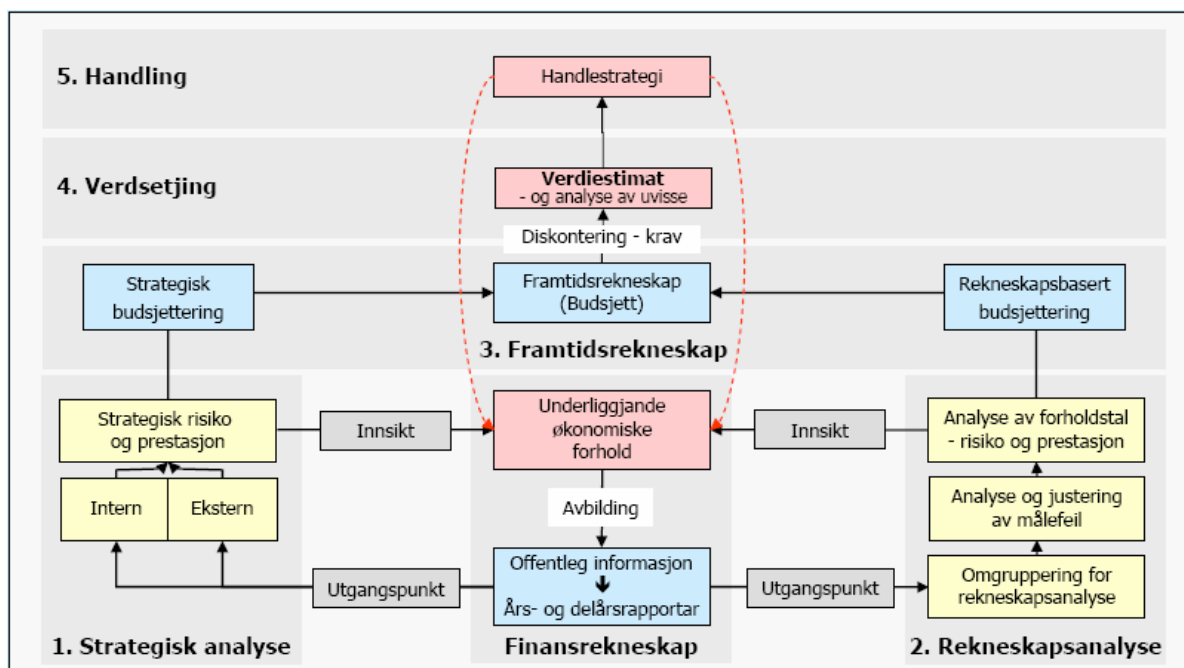 5. Handling
Handlestrategi
4. Verdsetjing
Verdiestimat
- og analyse av uvisse
Diskontering - krav
Strategisk
budsjettering
Framtidsrekneskap
(Budsjett)
Rekneskapsbasert
budsjettering
3. Framtidsrekneskap
Strategisk risiko
og prestasjon
Innsikt
Underliggjande
økonomiske
forhold
Innsikt
Analyse av forholdstal
- risiko og prestasjon
Intern
Ekstern
Avbilding
Analyse og justering
av målefeil
Utgangspunkt
Offentleg informasjon
Års- og delårsrapportar
Utgangspunkt
Omgruppering for
rekneskapsanalyse
1. Strategisk analyse
Finansrekneskap
2. Rekneskapsanalyse